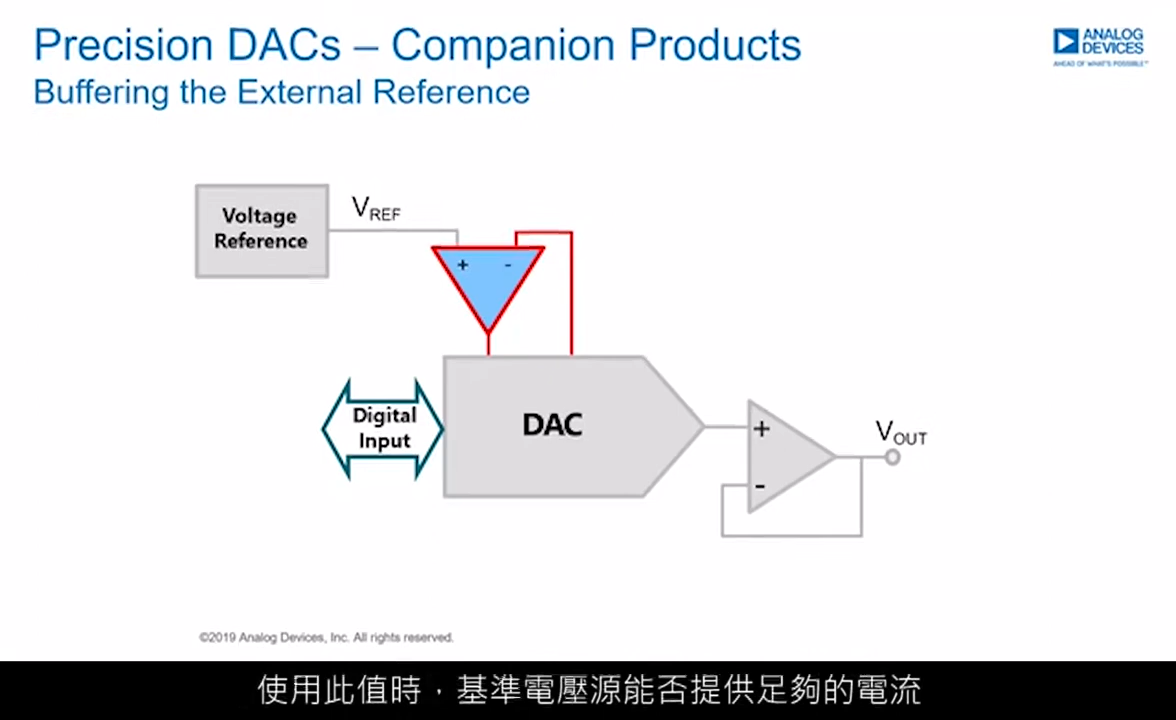 Precision DACs – Companion Products
Buffering the External Reference
ANALOG
DEVICES
AHEAD OF WHAT'S POSSIBLE™
Voltage
Reference
VREF
+ -
Digital
Input
DAC
+
-
VOUT
©2019 Analog Devices, Inc. All rights reserved.
使用此值時，基準電壓源能否提供足夠的電流